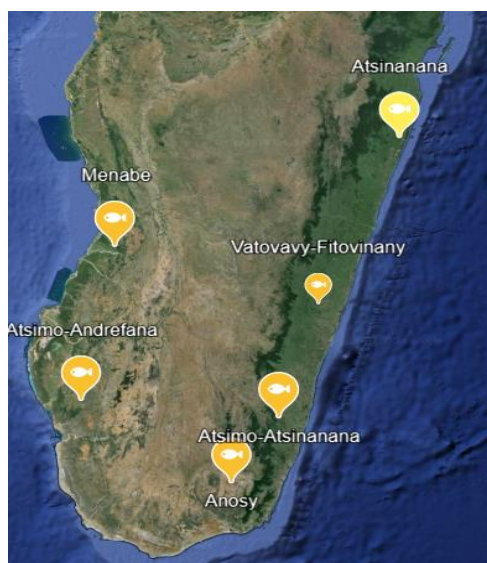 Atsinanana
Menabe
Vatovavy-Fitovinany
Atsimo-Andrefana
Atsimo-Atsinanana
Anosy